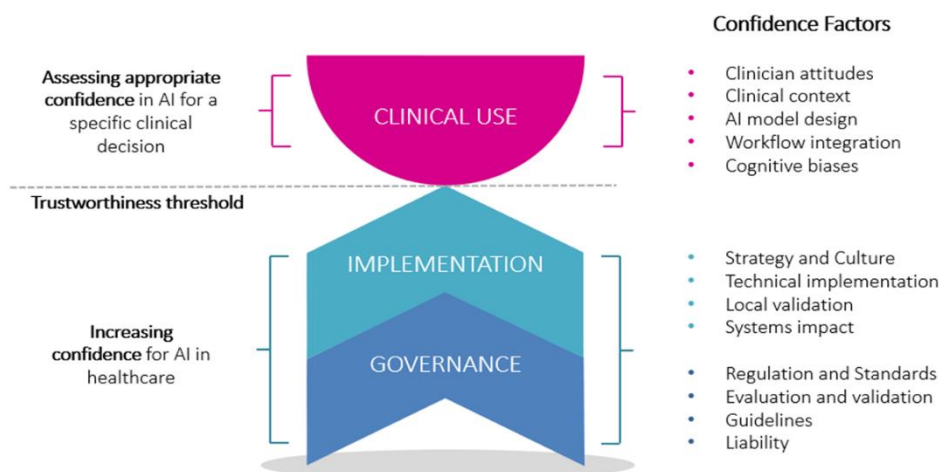 Confidence Factors
Assessing appropriate
confidence in AI for a
specific clinical
decision
CLINICAL USE
• Clinician attitudes
• Clinical context
• AI model design
• Workflow integration
• Cognitive biases
Trustworthiness threshold
IMPLEMENTATION
• Strategy and Culture
• Technical implementation
• Local validation
• Systems impact
Increasing
confidence for AI in
healthcare
GOVERNANCE
• Regulation and Standards
• Evaluation and validation
• Guidelines
• Liability